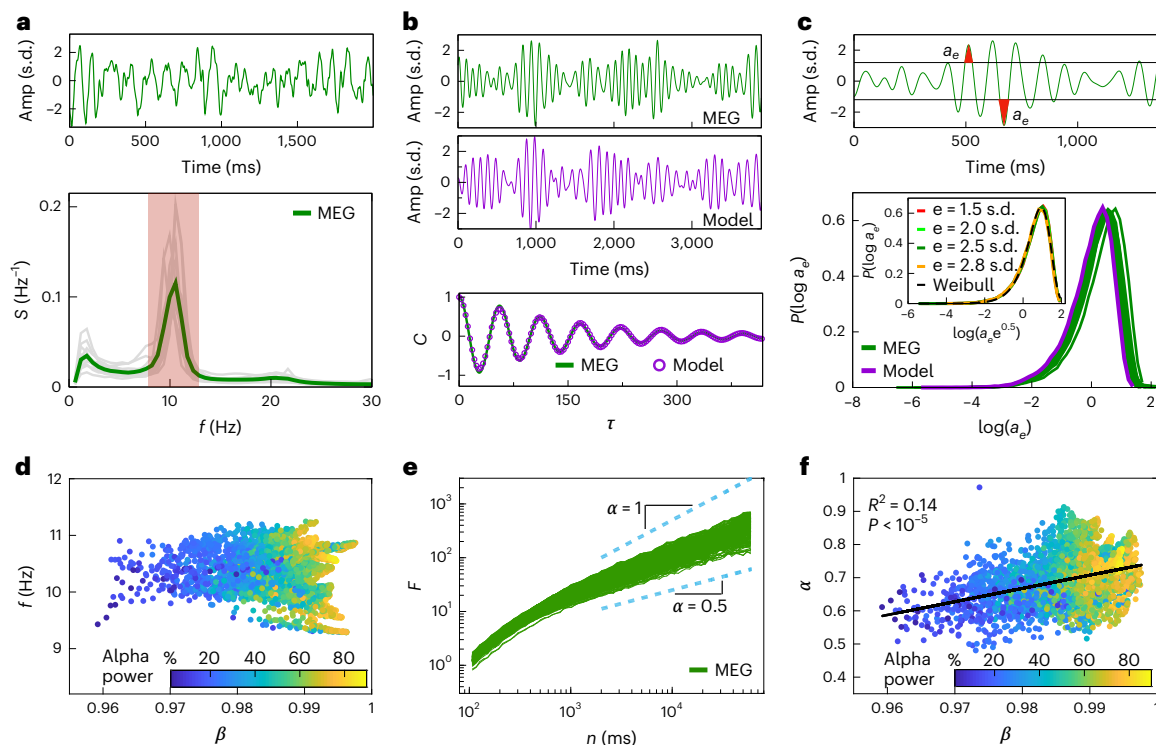 a
Amp (s.d.)
2
0
−2
0
500
1,000
1,500
Time (ms)
0.2
0.1
0
S (Hz⁻¹)
MEG
0
10
20
30
f (Hz)
b
Amp (s.d.)
2
0
−2
MEG
Amp (s.d.)
2
0
−2
Model
0
1,000
2,000
3,000
Time (ms)
C
1
0
−1
MEG
Model
0
150
300
τ
c
Amp (s.d.)
2
0
−2
aₑ
aₑ
0
500
1,000
Time (ms)
P(log aₑ)
0.6
0.4
0.2
0
P(log aₑ)
0.6
0.4
0.2
0
e = 1.5 s.d.
e = 2.0 s.d.
e = 2.5 s.d.
e = 2.8 s.d.
Weibull
−6
−4
−2
0
2
log(aₑe⁰·⁵)
MEG
Model
−8
−6
−4
−2
0
2
log(aₑ)
d
f (Hz)
12
11
10
9
Alpha power
% 20 40 60 80
0.96
0.97
0.98
0.99
1
β
e
F
10³
10²
10¹
10⁰
α = 1
α = 0.5
MEG
10²
10³
10⁴
n (ms)
f
α
1
0.9
0.8
0.7
0.6
0.5
0.4
R² = 0.14
P < 10⁻⁵
Alpha power
% 20 40 60 80
0.96
0.97
0.98
0.99
1
β